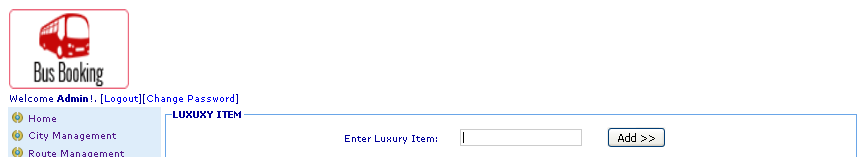 Bus Booking
Welcome Admin!, [Logout][Change Password]
Home
City Management
Route Management
LUXUXY ITEM
Enter Luxury Item: Add >>